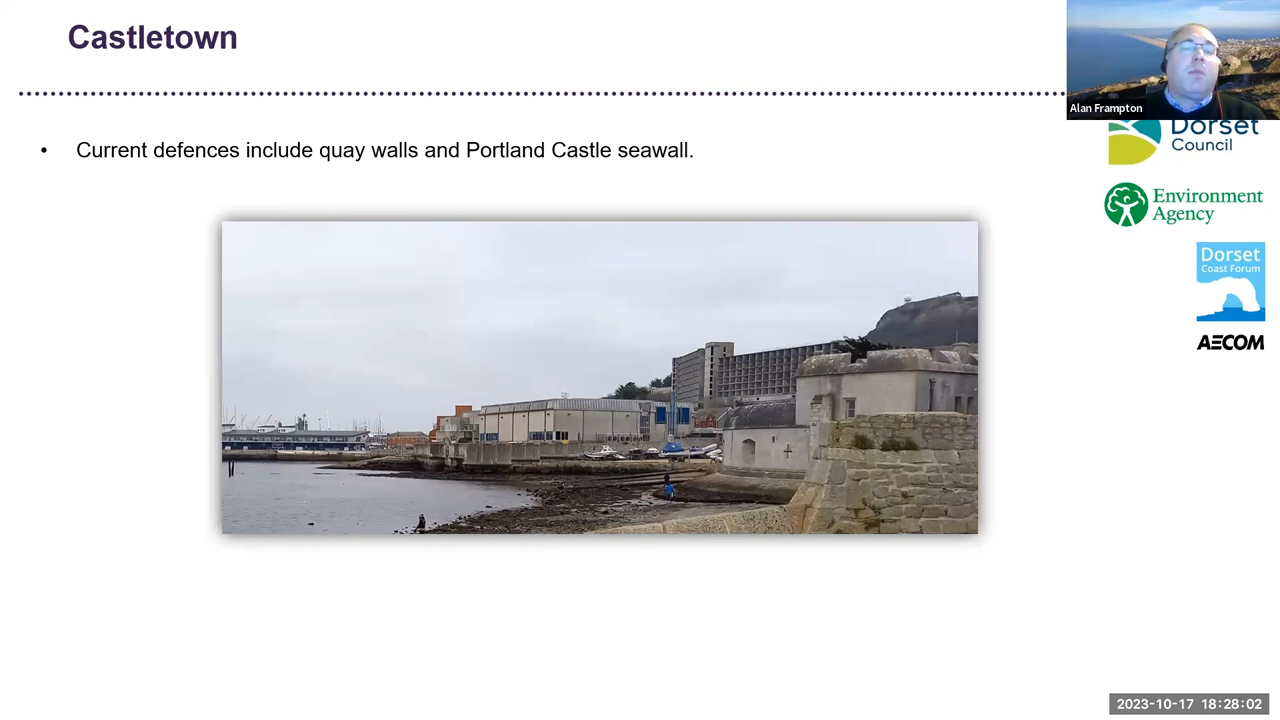 Castletown
Alan Frampton
• Current defences include quay walls and Portland Castle seawall.
Dorset
Council
Environment
Agency
Dorset
Coast Forum
AECOM
2023-10-17 18:28:02